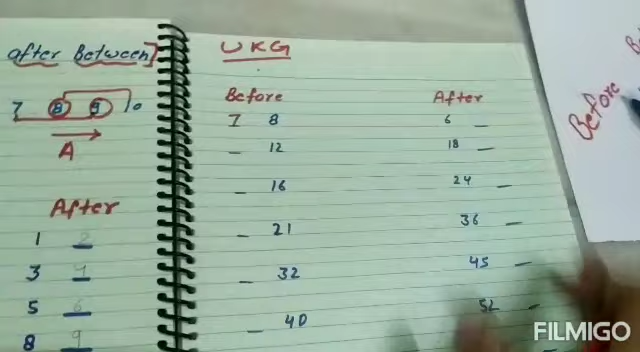 after Between]
7 8 9 10
A
After
1 2
3 4
5 6
8 9
UKG
Before After
7 8 6 _
_ 12 18 _
_ 16 24 _
_ 21 36 _
_ 32 45 _
_ 40 52 _
Before
FILMIGO